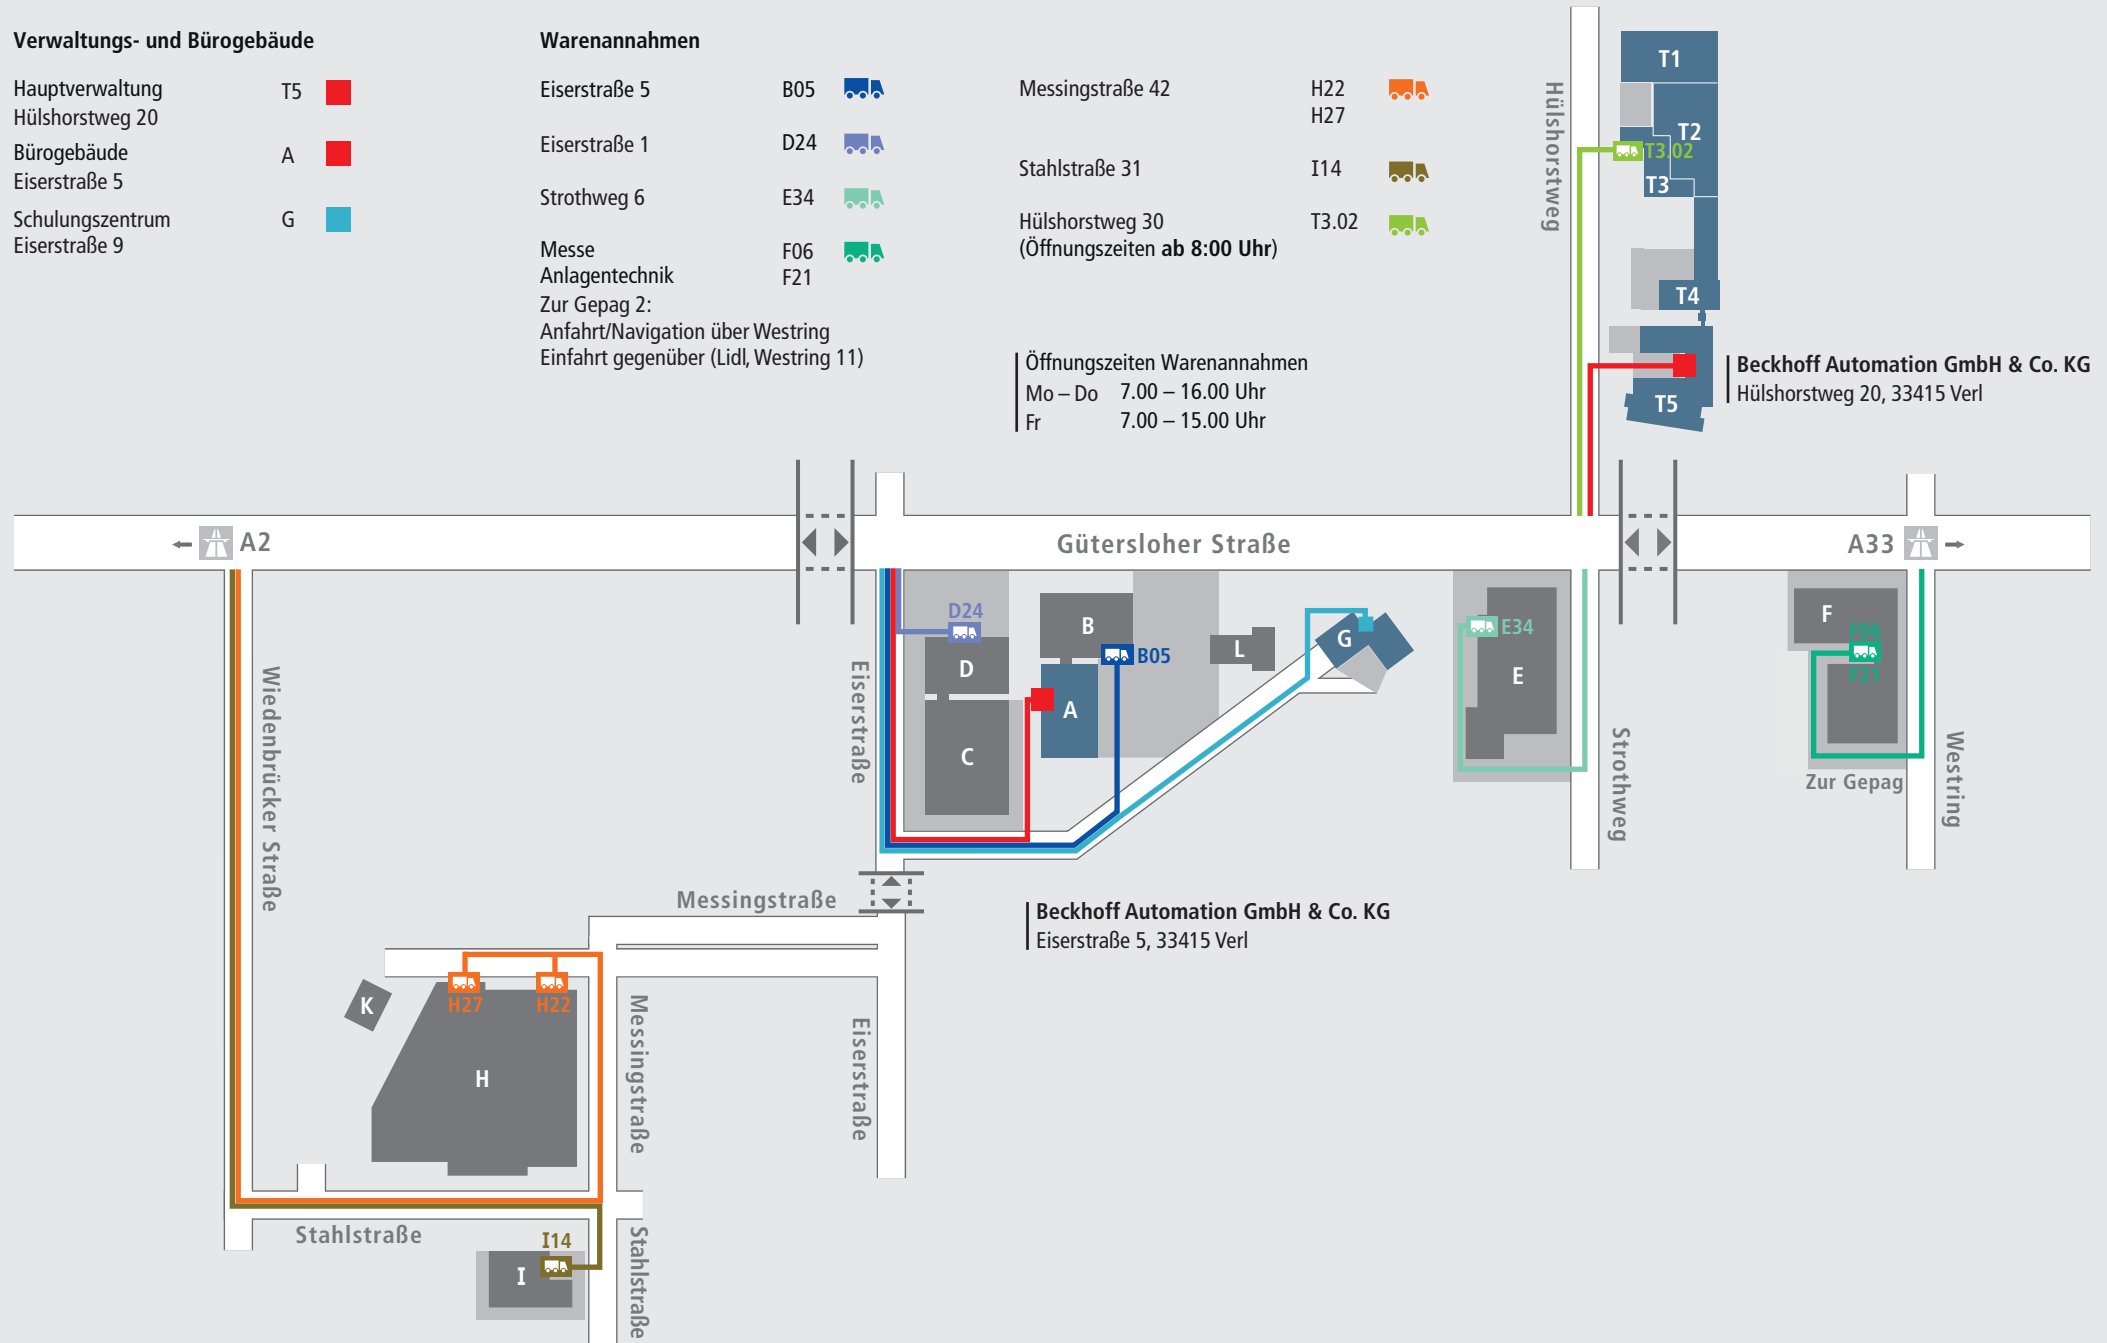 Verwaltungs- und Bürogebäude
Hauptverwaltung T5
Hülshorstweg 20
Bürogebäude A
Eiserstraße 5
Schulungszentrum G
Eiserstraße 9
Warenannahmen
Eiserstraße 5 B05
Eiserstraße 1 D24
Strothweg 6 E34
Messe F06
Anlagentechnik F21
Zur Gepag 2:
Anfahrt/Navigation über Westring
Einfahrt gegenüber (Lidl, Westring 11)
Messingstraße 42 H22
H27
Stahlstraße 31 I14
Hülshorstweg 30 T3.02
(Öffnungszeiten ab 8:00 Uhr)
Öffnungszeiten Warenannahmen
Mo – Do 7.00 – 16.00 Uhr
Fr 7.00 – 15.00 Uhr
Hülshorstweg
T1
T2
T3.02
T3
T4
T5
Beckhoff Automation GmbH & Co. KG
Hülshorstweg 20, 33415 Verl
A2
Gütersloher Straße
A33
Wiedenbrücker Straße
Eiserstraße
D24
D
C
B
B05
A
L
G
E34
E
Strothweg
F
F06
F21
Zur Gepag
Westring
Messingstraße
Beckhoff Automation GmbH & Co. KG
Eiserstraße 5, 33415 Verl
K
H27
H22
H
Messingstraße
Eiserstraße
Stahlstraße
I14
I
Stahlstraße